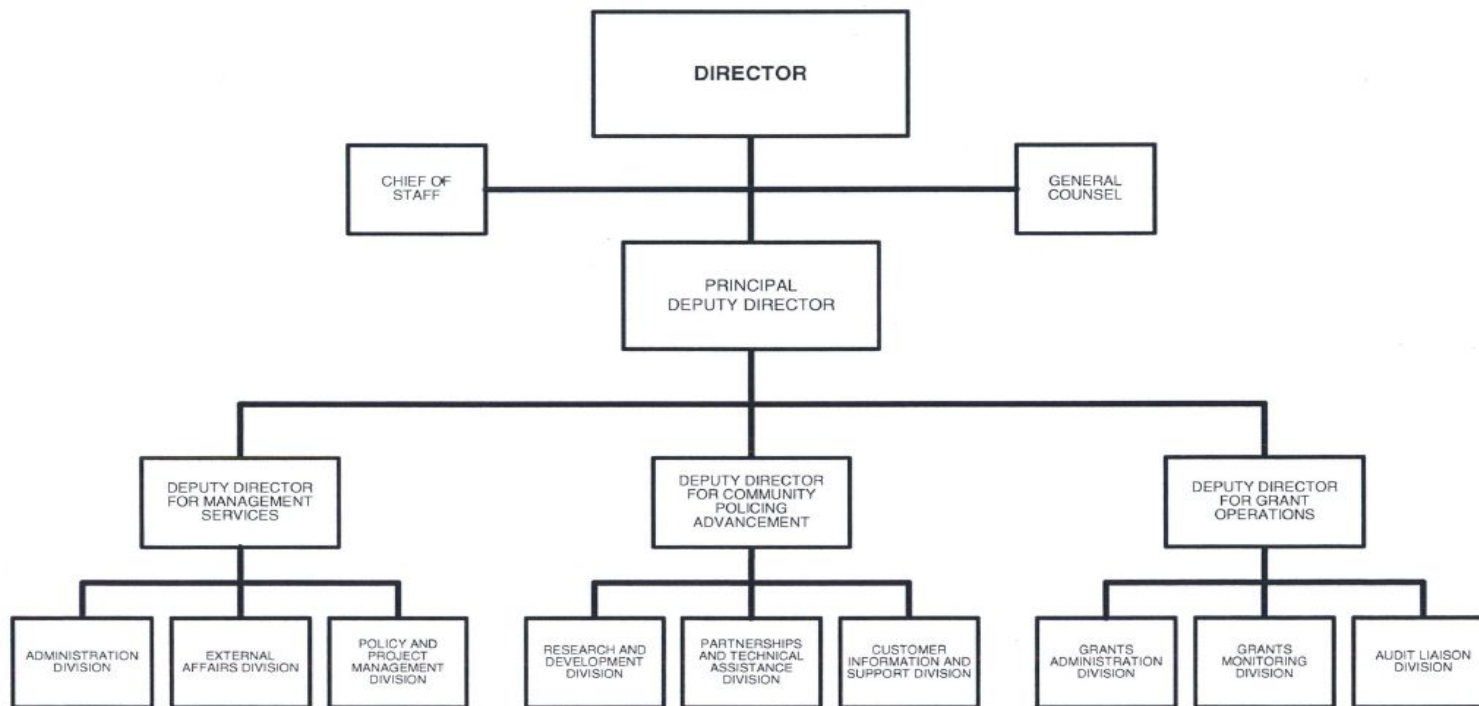 DIRECTOR
CHIEF OF
STAFF
GENERAL
COUNSEL
PRINCIPAL
DEPUTY DIRECTOR
DEPUTY DIRECTOR
FOR MANAGEMENT
SERVICES
DEPUTY DIRECTOR
FOR COMMUNITY
POLICING
ADVANCEMENT
DEPUTY DIRECTOR
FOR GRANT
OPERATIONS
ADMINISTRATION
DIVISION
EXTERNAL
AFFAIRS DIVISION
POLICY AND
PROJECT
MANAGEMENT
DIVISION
RESEARCH AND
DEVELOPMENT
DIVISION
PARTNERSHIPS
AND TECHNICAL
ASSISTANCE
DIVISION
CUSTOMER
INFORMATION AND
SUPPORT DIVISION
GRANTS
ADMINISTRATION
DIVISION
GRANTS
MONITORING
DIVISION
AUDIT LIAISON
DIVISION